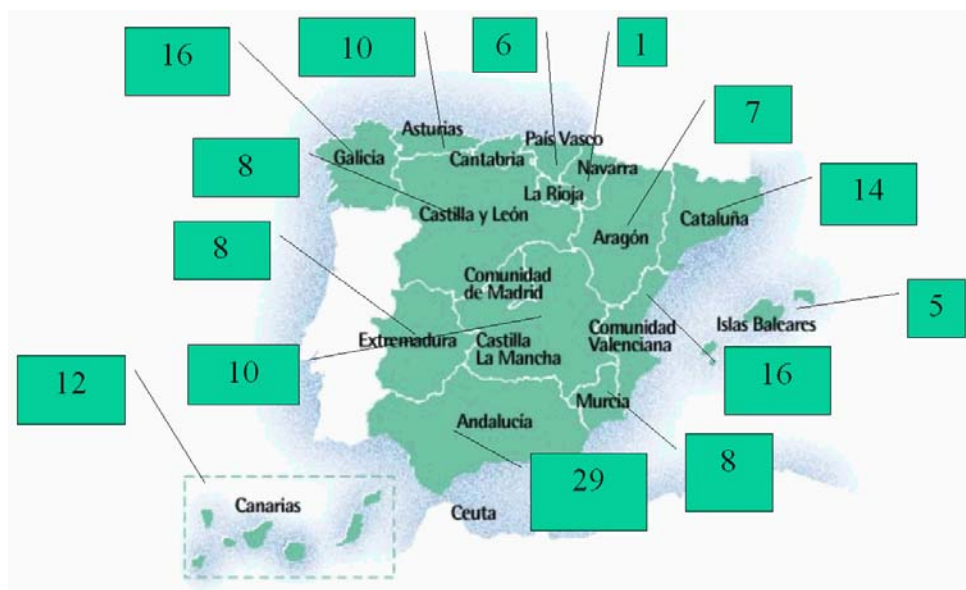 10
6
1
16
7
Asturias
País Vasco
Galicia
Cantabria
Navarra
8
La Rioja
14
Castilla y León
Cataluña
Aragón
8
Comunidad
de Madrid
5
Islas Baleares
Comunidad
Valenciana
Extremadura
Castilla
La Mancha
10
12
16
Murcia
Andalucía
8
29
Canarias
Ceuta